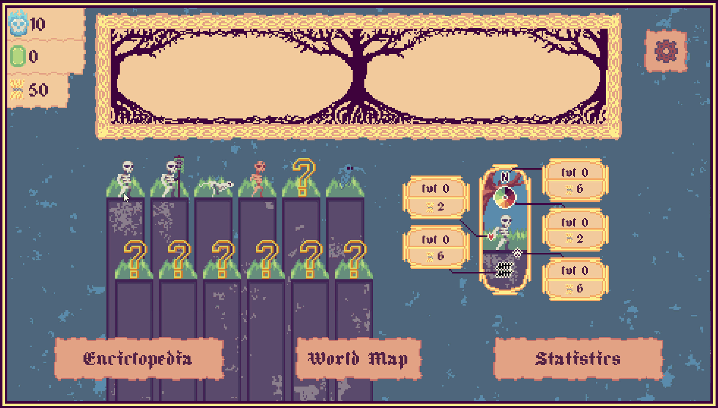 10
0
50
?
? ? ? ? ? ?
N
lvl 0
2
lvl 0
6
lvl 0
6
lvl 0
2
lvl 0
6
Enciclopedia
World Map
Statistics